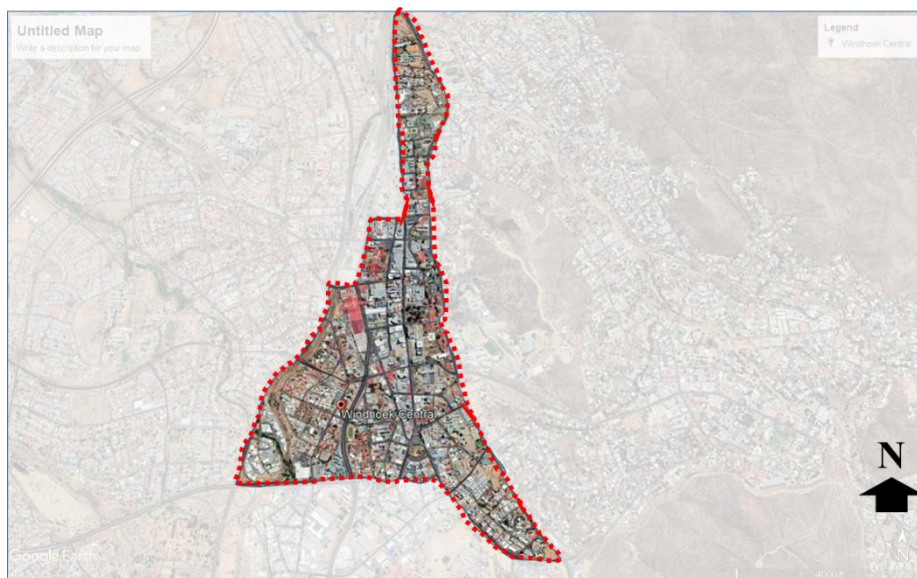 Untitled Map
Write a description for your map.
Legend
Windhoek Central
Windhoek Central
N
Google Earth
N